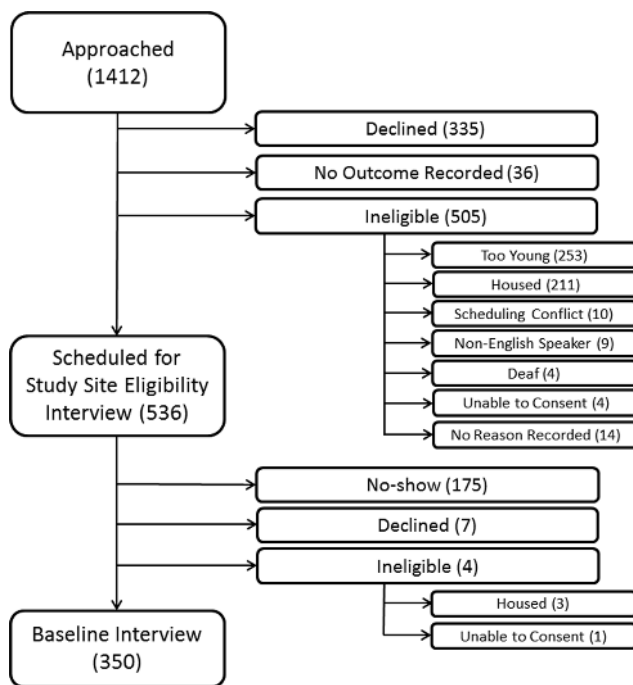 Approached
(1412)
Declined (335)
No Outcome Recorded (36)
Ineligible (505)
Too Young (253)
Housed (211)
Scheduling Conflict (10)
Non-English Speaker (9)
Deaf (4)
Unable to Consent (4)
No Reason Recorded (14)
Scheduled for
Study Site Eligibility
Interview (536)
No-show (175)
Declined (7)
Ineligible (4)
Housed (3)
Unable to Consent (1)
Baseline Interview
(350)